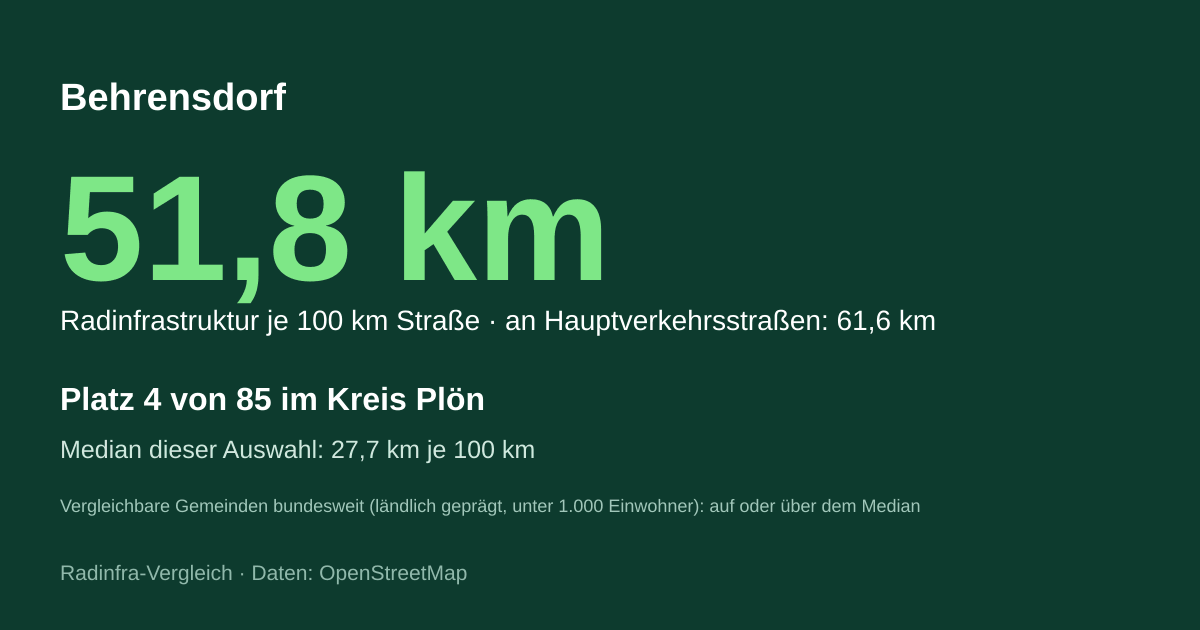 Behrensdorf
51,8 km
Radinfrastruktur je 100 km Straße · an Hauptverkehrsstraßen: 61,6 km
Platz 4 von 85 im Kreis Plön
Median dieser Auswahl: 27,7 km je 100 km
Vergleichbare Gemeinden bundesweit (ländlich geprägt, unter 1.000 Einwohner): auf oder über dem Median
Radinfra-Vergleich · Daten: OpenStreetMap